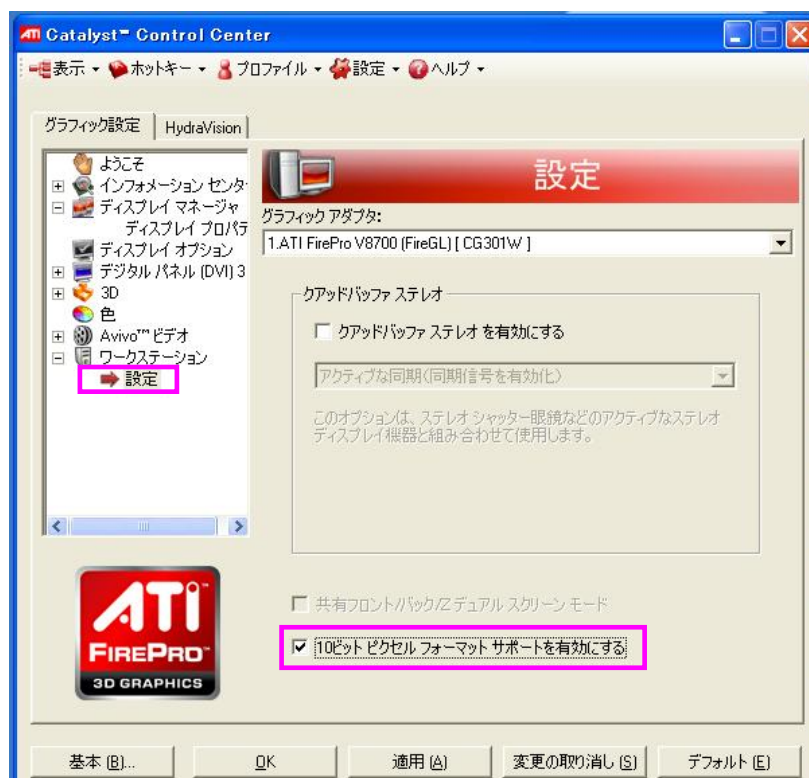 ATI Catalyst™ Control Center
表示 ホットキー プロファイル 設定 ヘルプ
グラフィック設定 HydraVision
ようこそ
インフォメーション センタ
ディスプレイ マネージャ
ディスプレイ プロパテ
ディスプレイ オプション
デジタル パネル (DVI) 3
3D
色
Avivo™ ビデオ
ワークステーション
設定
設定
グラフィック アダプタ:
1.ATI FirePro V8700 (FireGL) [ CG301W ]
クアッドバッファ ステレオ
クアッドバッファ ステレオ を有効にする
アクティブな同期(同期信号を有効化)
このオプションは、ステレオ シャッター眼鏡などのアクティブなステレオ
ディスプレイ機器と組み合わせて使用します。
共有フロント/バック/Zデュアル スクリーン モード
10ビット ピクセル フォーマット サポートを有効にする
ATI™
FIREPRO™
3D GRAPHICS
基本 (B)... OK 適用 (A) 変更の取り消し (S) デフォルト (E)